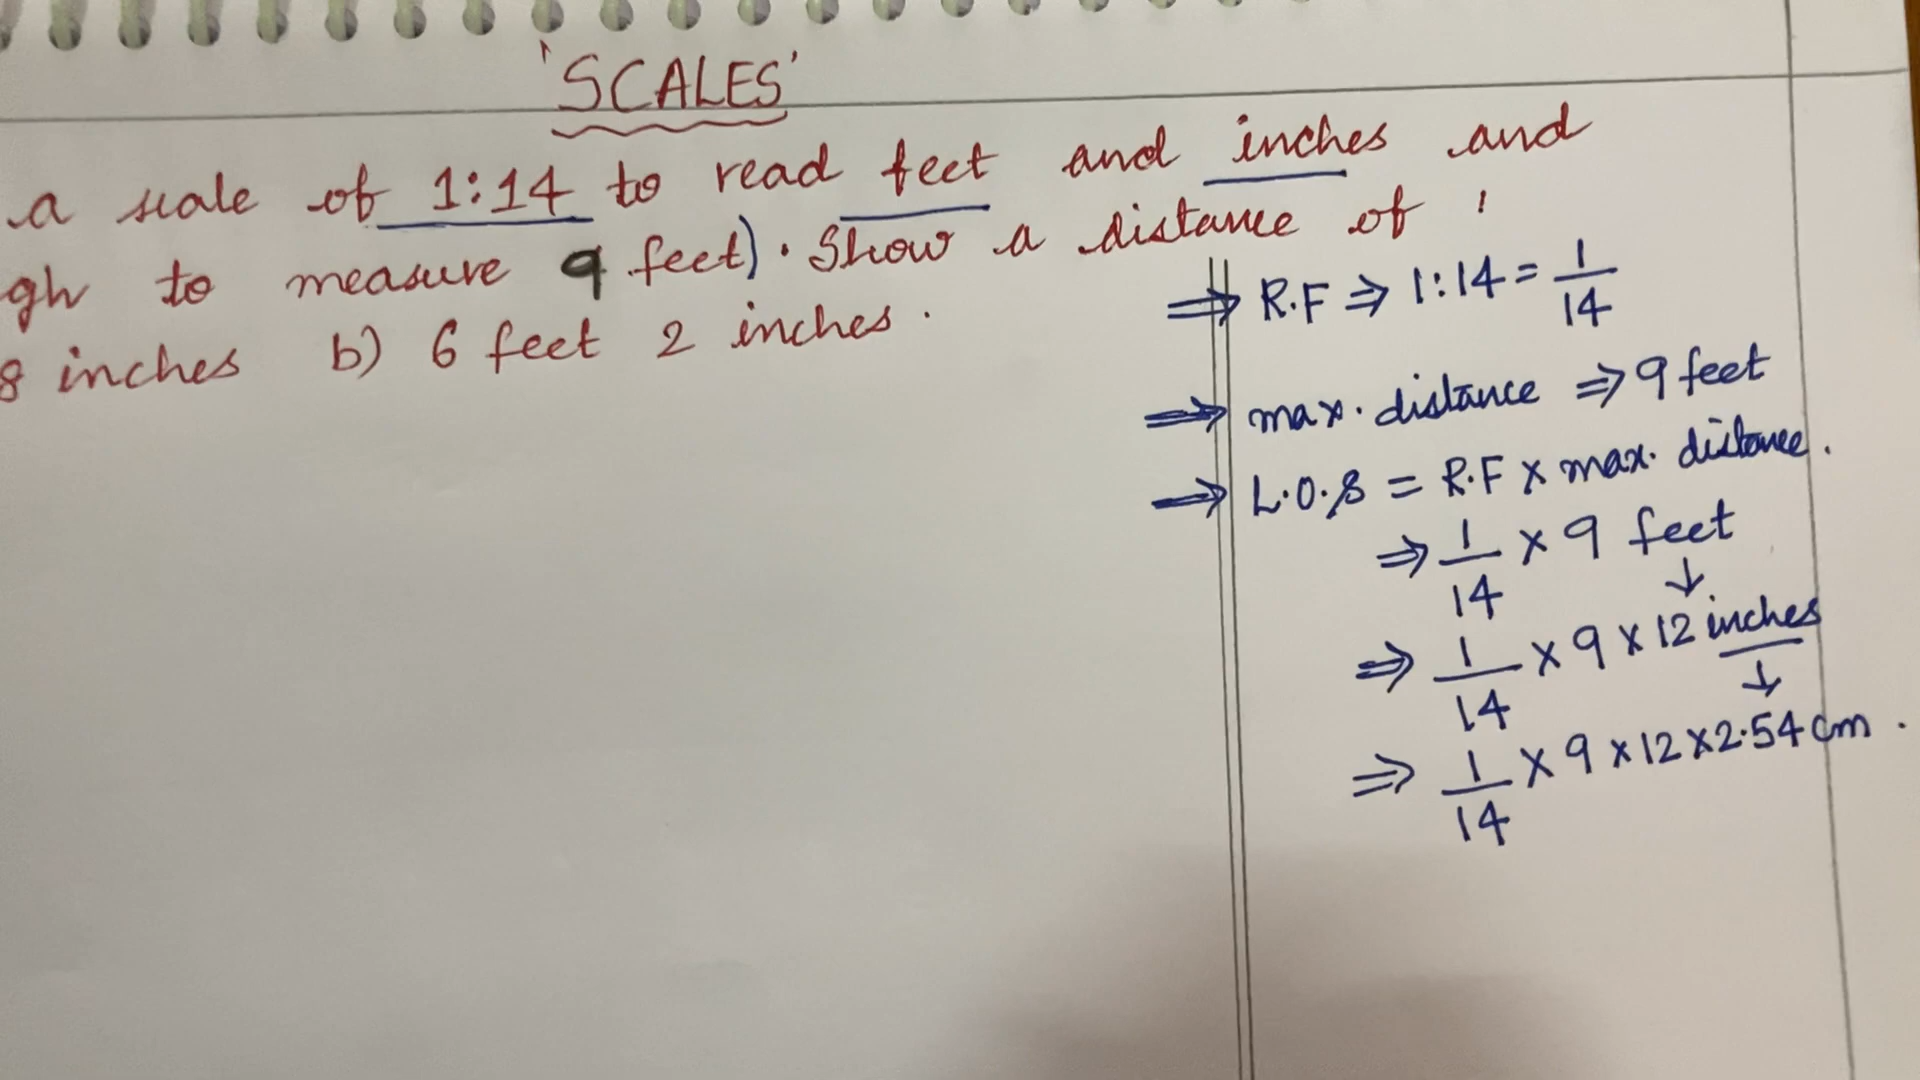 'SCALES'
a scale of 1:14 to read feet and inches and
gh to measure 9 feet). Show a distance of
8 inches b) 6 feet 2 inches.
⇒ R.F ⇒ 1:14 = 1/14
⇒ max. distance ⇒ 9 feet
⇒ L.O.S = R.F × max. distance.
⇒ 1/14 × 9 feet
↓
⇒ 1/14 × 9 × 12 inches
↓
⇒ 1/14 × 9 × 12 × 2.54 cm.